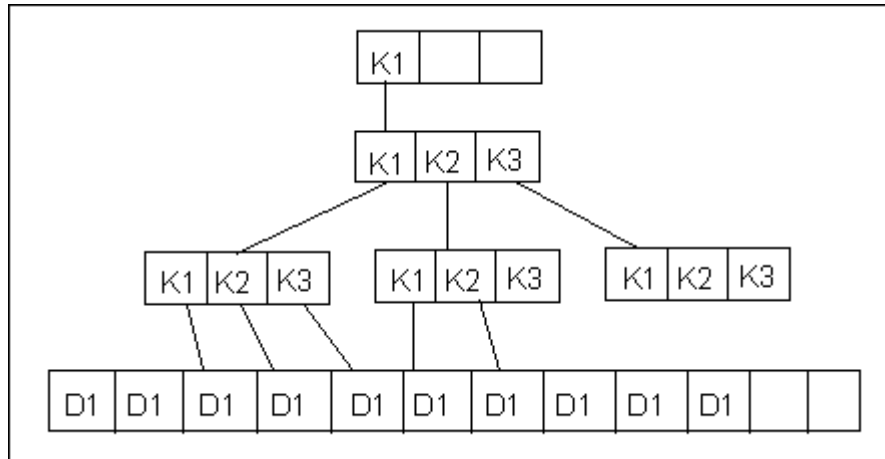 K1
K1 K2 K3
K1 K2 K3 K1 K2 K3 K1 K2 K3
D1 D1 D1 D1 D1 D1 D1 D1 D1 D1